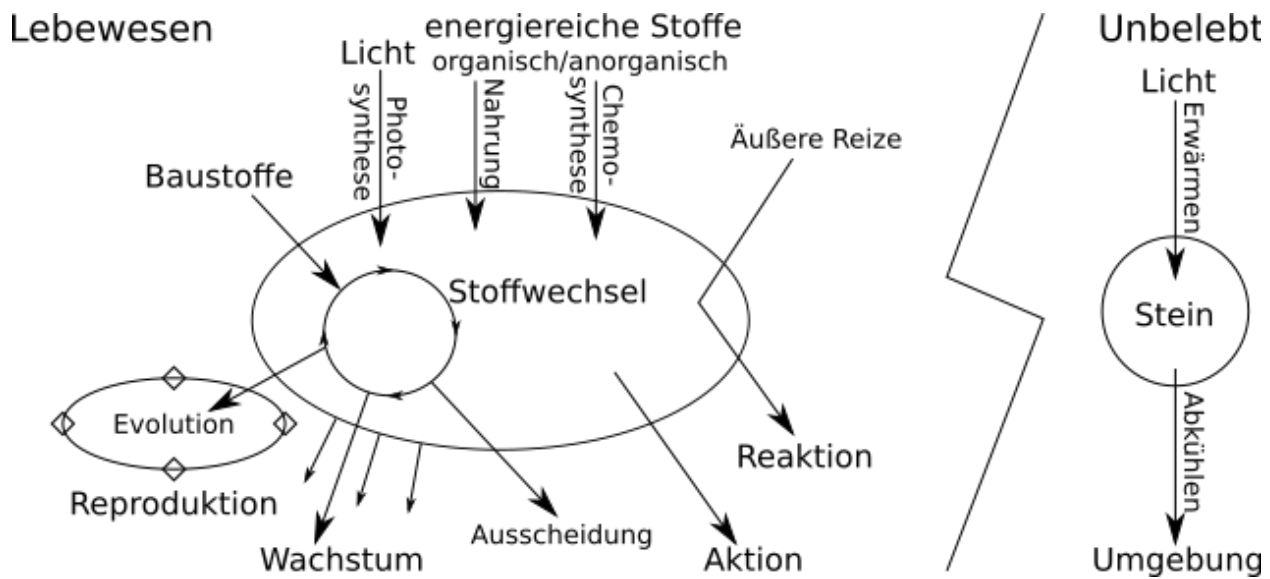 Lebewesen
energiereiche Stoffe
organisch/anorganisch
Licht
Photo-
synthese
Nahrung
Chemo-
synthese
Äußere Reize
Baustoffe
Stoffwechsel
Evolution
Reproduktion
Wachstum
Ausscheidung
Aktion
Reaktion
Unbelebt
Licht
Erwärmen
Stein
Abkühlen
Umgebung